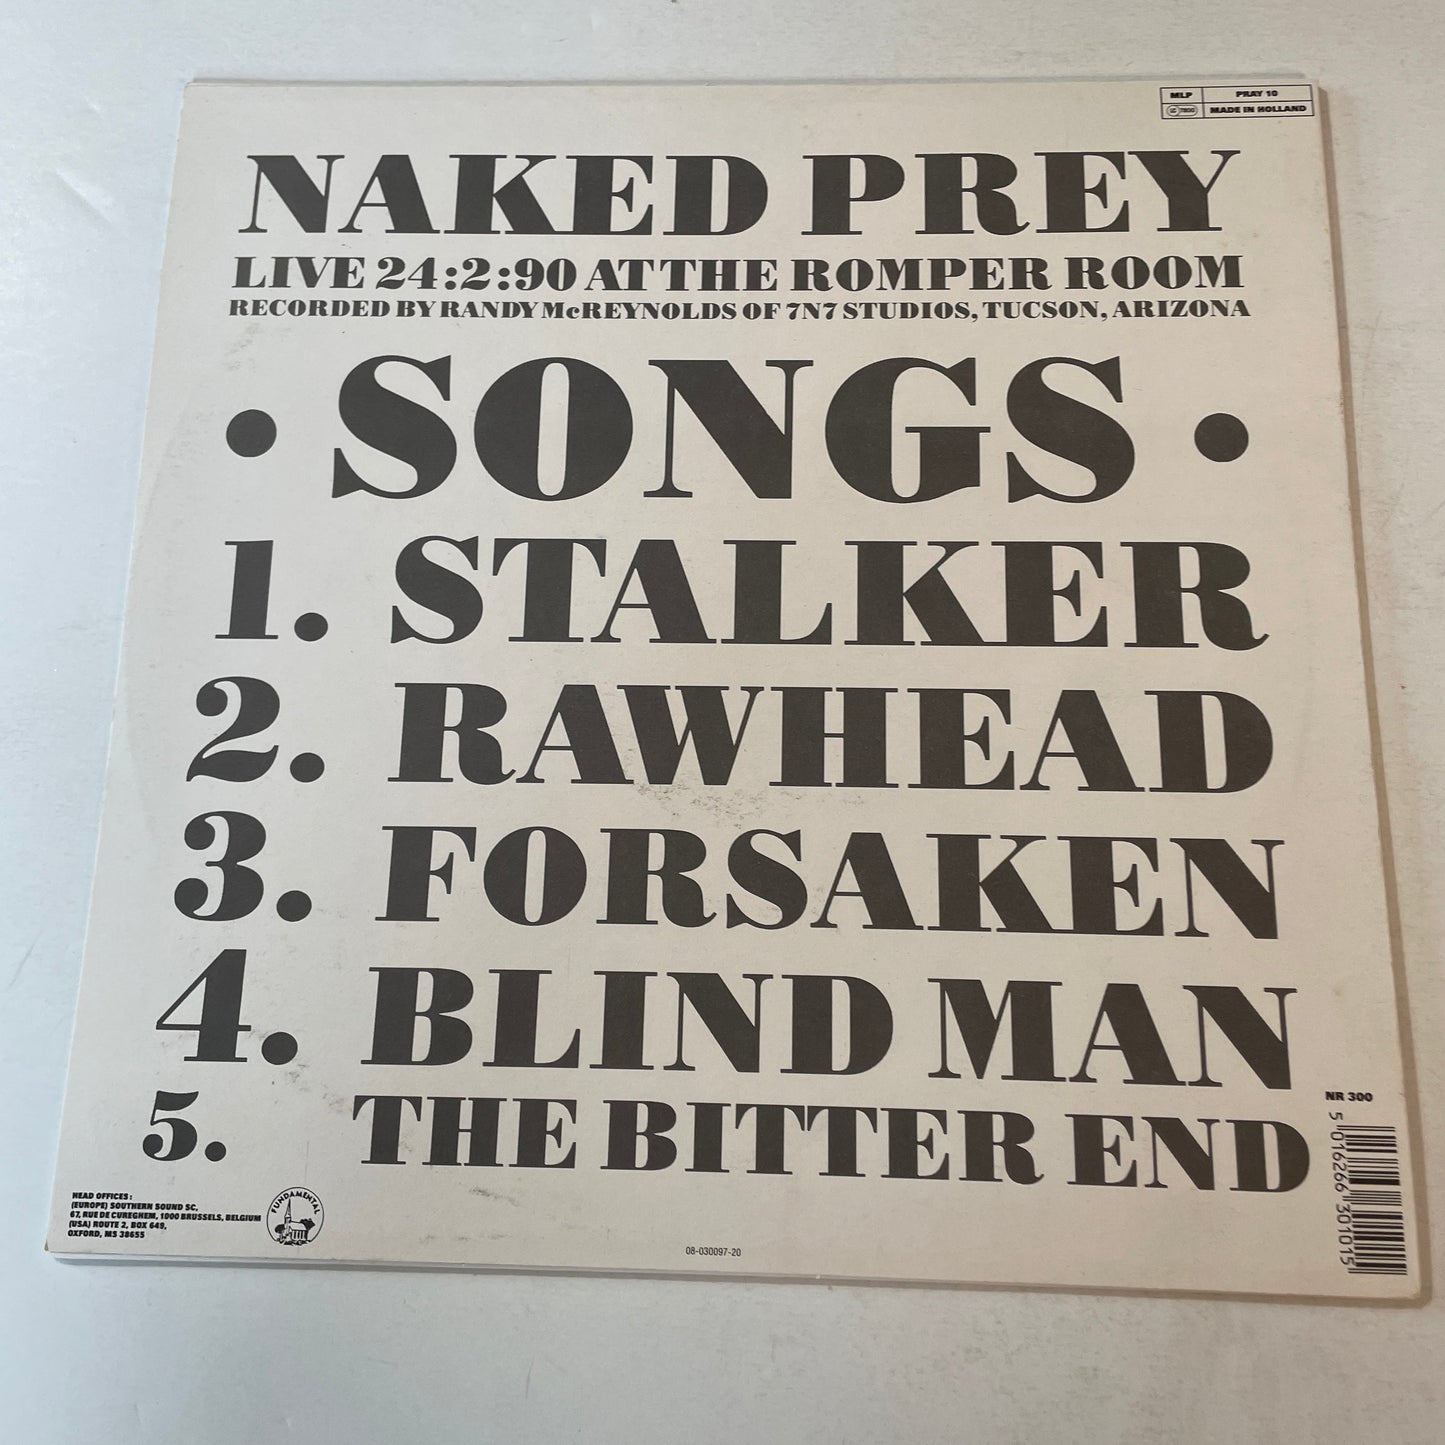 MLP PRAY 10
LC 7800 MADE IN HOLLAND
NAKED PREY
LIVE 24:2:90 AT THE ROMPER ROOM
RECORDED BY RANDY McREYNOLDS OF 7N7 STUDIOS, TUCSON, ARIZONA
• SONGS •
1. STALKER
2. RAWHEAD
3. FORSAKEN
4. BLIND MAN
5. THE BITTER END
NR 300
5 016266 301015
HEAD OFFICES:
(EUROPE) SOUTHERN SOUND SC,
67, RUE DE CUREGHEM, 1000 BRUSSELS, BELGIUM
(USA) ROUTE 2, BOX 649,
OXFORD, MS 38655
FUNDAMENTAL
08-030097-20